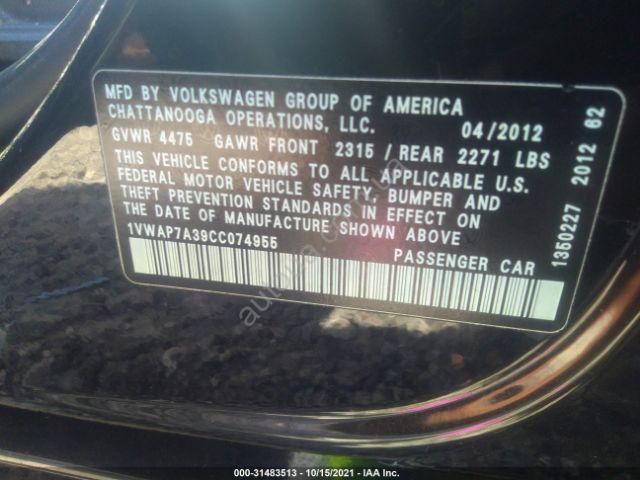 MFD BY VOLKSWAGEN GROUP OF AMERICA
CHATTANOOGA OPERATIONS, LLC. 04/2012
GVWR 4475 GAWR FRONT 2315 / REAR 2271 LBS
THIS VEHICLE CONFORMS TO ALL APPLICABLE U.S.
FEDERAL MOTOR VEHICLE SAFETY, BUMPER AND
THEFT PREVENTION STANDARDS IN EFFECT ON
THE DATE OF MANUFACTURE SHOWN ABOVE
1VWAP7A39CC074955
PASSENGER CAR
1350227 2012 62
000-31483513 - 10/15/2021 - IAA Inc.